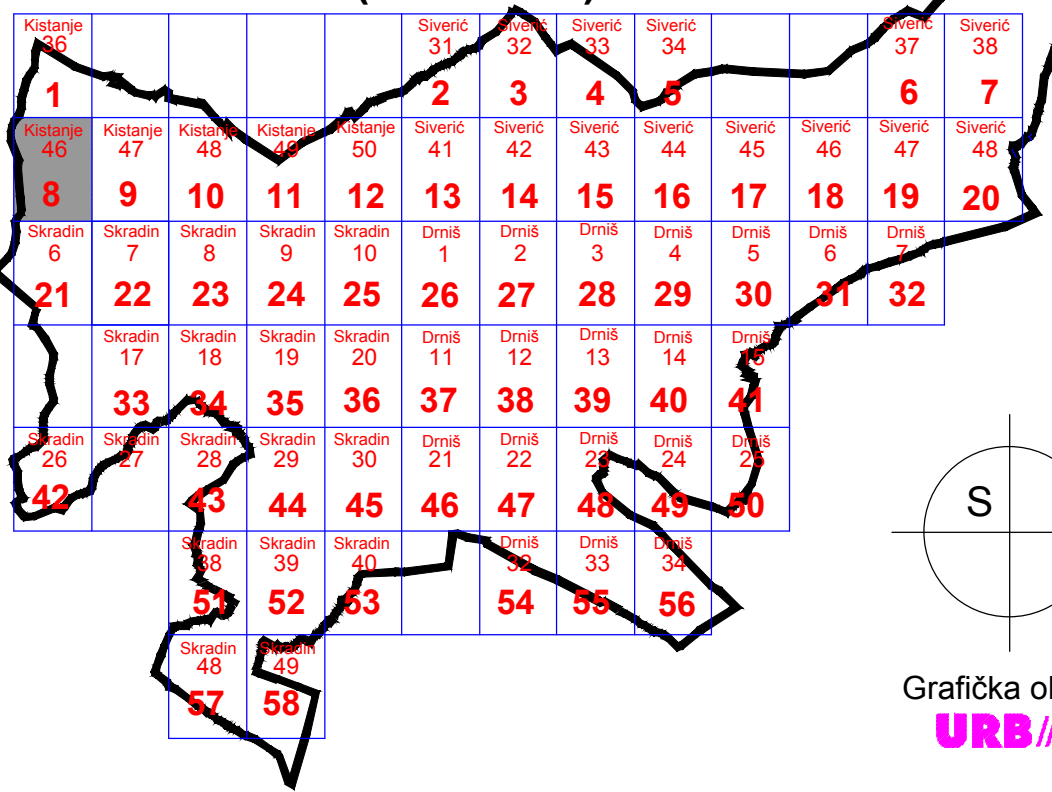 Kistanje Siverić Siverić Siverić Siverić Siverić Siverić
36 31 32 33 34 37 38
1 2 3 4 5 6 7
Kistanje Kistanje Kistanje Kistanje Kistanje Siverić Siverić Siverić Siverić Siverić Siverić Siverić Siverić
46 47 48 49 50 41 42 43 44 45 46 47 48
8 9 10 11 12 13 14 15 16 17 18 19 20
Skradin Skradin Skradin Skradin Skradin Drniš Drniš Drniš Drniš Drniš Drniš Drniš
6 7 8 9 10 1 2 3 4 5 6 7
21 22 23 24 25 26 27 28 29 30 31 32
Skradin Skradin Skradin Skradin Drniš Drniš Drniš Drniš Drniš
17 18 19 20 11 12 13 14 15
33 34 35 36 37 38 39 40 41
Skradin Skradin Skradin Skradin Skradin Drniš Drniš Drniš Drniš Drniš
26 27 28 29 30 21 22 23 24 25
42 43 44 45 46 47 48 49 50
Skradin Skradin Skradin Drniš Drniš Drniš
38 39 40 32 33 34
51 52 53 54 55 56
Skradin Skradin
48 49
57 58
S
Grafička
URB//